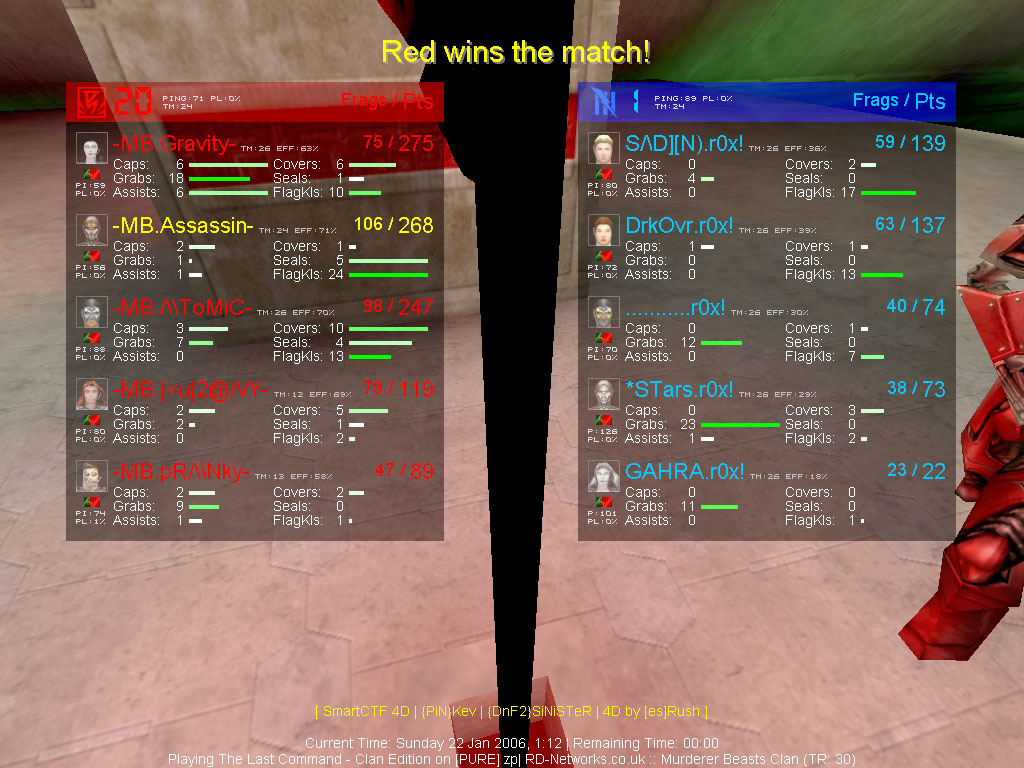 Red wins the match!
20 PING:71 PL:0% TM:24 Frags / Pts
-MB.Gravity- TM:26 EFF:63% 75 / 275
Caps: 6 Covers: 6
Grabs: 18 Seals: 1
Assists: 6 FlagKls: 10
PI:59 PL:0%
-MB.Assassin- TM:24 EFF:71% 106 / 268
Caps: 2 Covers: 1
Grabs: 1 Seals: 5
Assists: 1 FlagKls: 24
PI:56 PL:0%
-MB./\\\ToMiC- TM:26 EFF:70% 98 / 247
Caps: 3 Covers: 10
Grabs: 7 Seals: 4
Assists: 0 FlagKls: 13
PI:88 PL:0%
-MB.]<u[2@/\/Y- TM:12 EFF:69% 79 / 119
Caps: 2 Covers: 5
Grabs: 2 Seals: 1
Assists: 0 FlagKls: 2
PI:80 PL:0%
-MB.pR/\\\Nky- TM:13 EFF:58% 47 / 89
Caps: 2 Covers: 2
Grabs: 9 Seals: 0
Assists: 1 FlagKls: 1
PI:74 PL:1%
1 PING:89 PL:0% TM:24 Frags / Pts
S/\D][N).r0x! TM:26 EFF:36% 59 / 139
Caps: 0 Covers: 2
Grabs: 4 Seals: 0
Assists: 0 FlagKls: 17
PI:80 PL:0%
DrkOvr.r0x! TM:26 EFF:39% 63 / 137
Caps: 1 Covers: 1
Grabs: 0 Seals: 0
Assists: 0 FlagKls: 13
PI:72 PL:0%
...........r0x! TM:26 EFF:30% 40 / 74
Caps: 0 Covers: 1
Grabs: 12 Seals: 0
Assists: 0 FlagKls: 7
PI:70 PL:0%
*STars.r0x! TM:26 EFF:29% 38 / 73
Caps: 0 Covers: 3
Grabs: 23 Seals: 0
Assists: 1 FlagKls: 2
P:126 PL:0%
GAHRA.r0x! TM:26 EFF:18% 23 / 22
Caps: 0 Covers: 0
Grabs: 11 Seals: 0
Assists: 0 FlagKls: 1
P:101 PL:0%
[ SmartCTF 4D | {PiN}Kev | {DnF2}SiNiSTeR | 4D by [es]Rush ]
Current Time: Sunday 22 Jan 2006, 1:12 | Remaining Time: 00:00
Playing The Last Command - Clan Edition on [PURE] zp| RD-Networks.co.uk :: Murderer Beasts Clan (TR: 30)